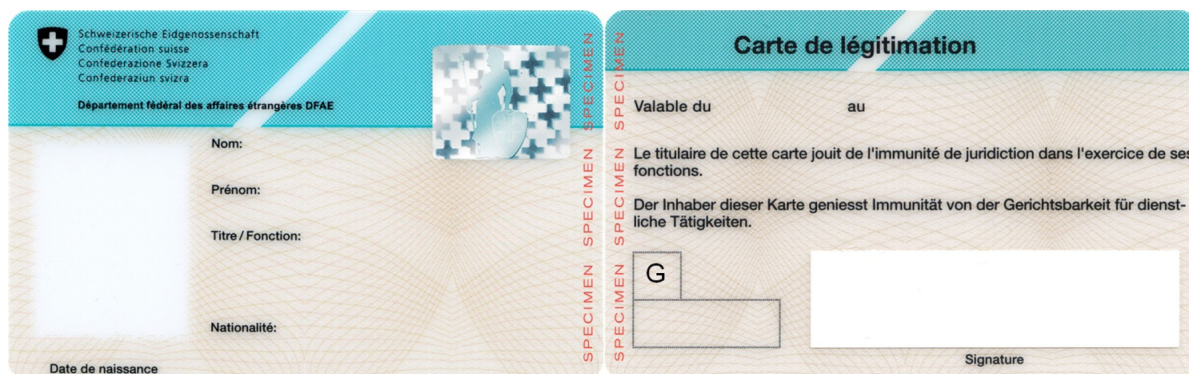 Schweizerische Eidgenossenschaft
Confédération suisse
Confederazione Svizzera
Confederaziun svizra
Département fédéral des affaires étrangères DFAE
Nom:
Prénom:
Titre/Fonction:
Nationalité:
Date de naissance
SPECIMEN SPECIMEN SPECIMEN
SPECIMEN SPECIMEN SPECIMEN
Carte de légitimation
Valable du au
Le titulaire de cette carte jouit de l'immunité de juridiction dans l'exercice de ses
fonctions.
Der Inhaber dieser Karte geniesst Immunität von der Gerichtsbarkeit für dienst-
liche Tätigkeiten.
G
Signature